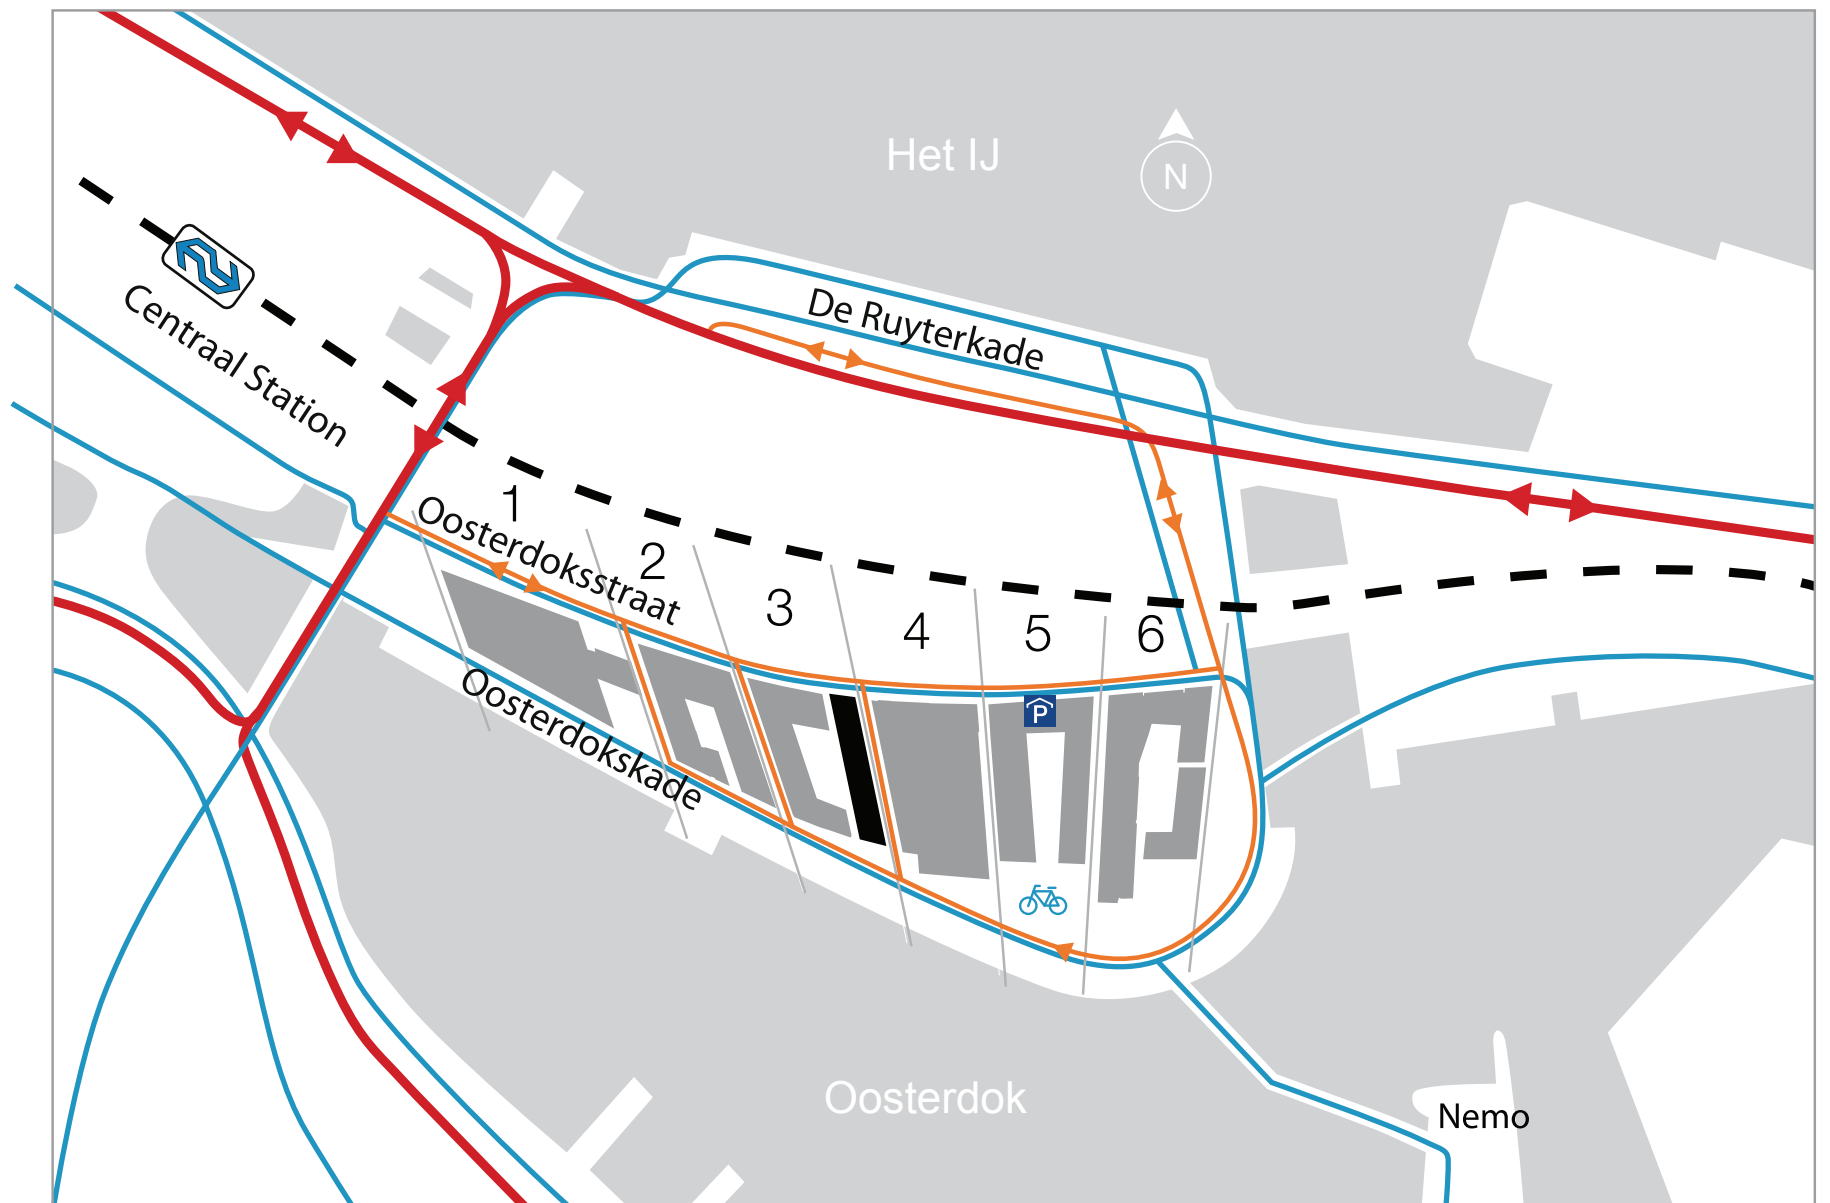 Het IJ
N
De Ruyterkade
Centraal Station
1
Oosterdoksstraat
2
3
4
5
6
Oosterdokskade
P
Oosterdok
Nemo